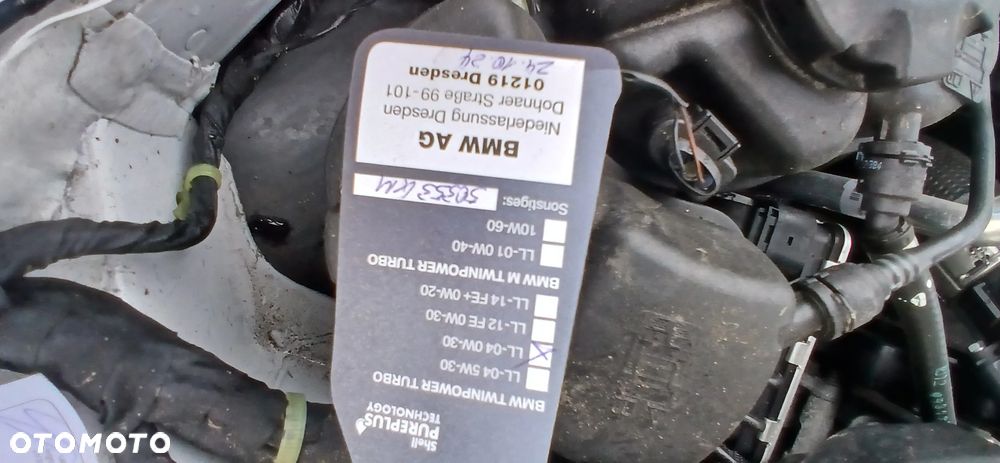 Shell
PUREPLUS
TECHNOLOGY
BMW TWINPOWER TURBO
LL-04 5W-30
LL-04 0W-30
LL-12 FE 0W-30
LL-14 FE+ 0W-20
BMW M TWINPOWER TURBO
LL-01 0W-40
10W-60
Sonstiges:
KM
BMW AG
Niederlassung Dresden
Dohnaer Straße 99-101
01219 Dresden
24.10.24
OTOMOTO